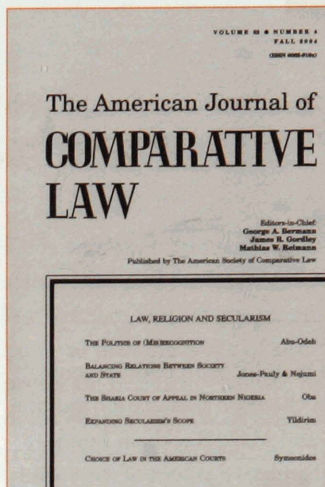 VOLUME 52 ● NUMBER 4
FALL 2004
The American Journal of
COMPARATIVE
LAW
Editors-in-Chief
George A. Bermann
James R. Gordley
Mathias W. Reimann
Published by The American Society of Comparative Law
LAW, RELIGION AND SECULARISM
THE POLITICS OF (MIS)RECOGNITION Abu-Odeh
BALANCING RELATIONS BETWEEN SOCIETY
AND STATE Jones-Pauly & Nojumi
THE SHARIA COURT OF APPEAL IN NORTHERN NIGERIA Oba
EXPANDING SECULARISM'S SCOPE Yildirim
CHOICE OF LAW IN THE AMERICAN COURTS Symeonides